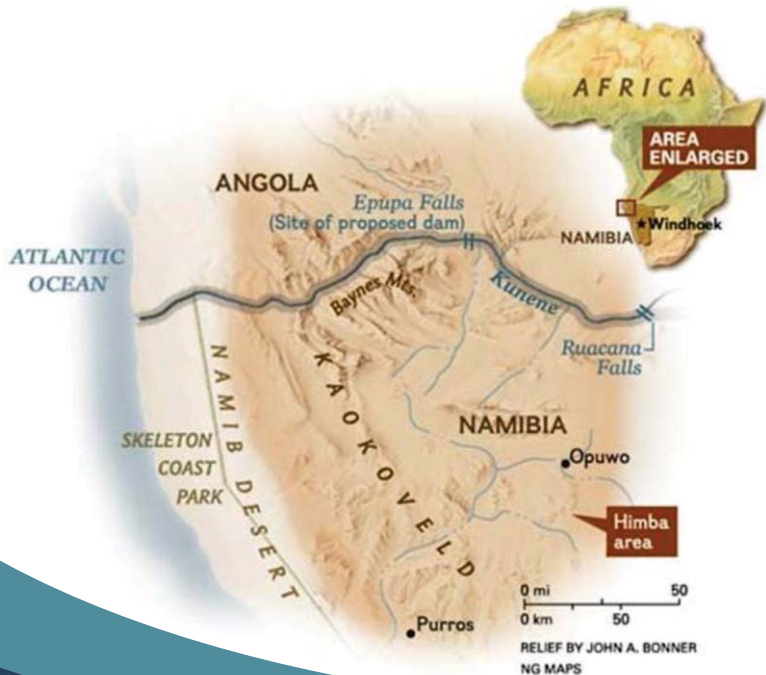 AFRICA
AREA
ENLARGED
Windhoek
NAMIBIA
ANGOLA
Epupa Falls
(Site of proposed dam)
ATLANTIC
OCEAN
Baynes Mts.
Kunene
Ruacana
Falls
NAMIB DESERT
KAOKOVELD
SKELETON
COAST
PARK
NAMIBIA
Opuwo
Himba
area
Purros
0 mi 50
0 km 50
RELIEF BY JOHN A. BONNER
NG MAPS